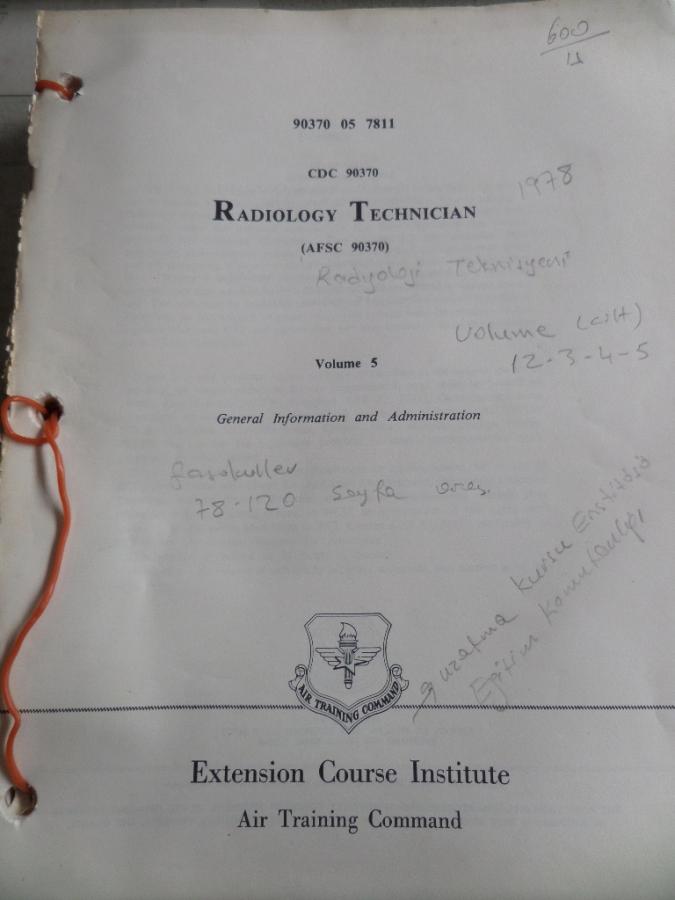 600
4
90370 05 7811
CDC 90370
1978
RADIOLOGY TECHNICIAN
(AFSC 90370)
Radyoloji Teknisyeni
Volume (cilt)
12-3-4-5
Volume 5
General Information and Administration
fasiküller
78-120 sayfa arası
uzatma kursu Enstitüsü
Eğitim Komutanlığı
AIR TRAINING COMMAND
Extension Course Institute
Air Training Command